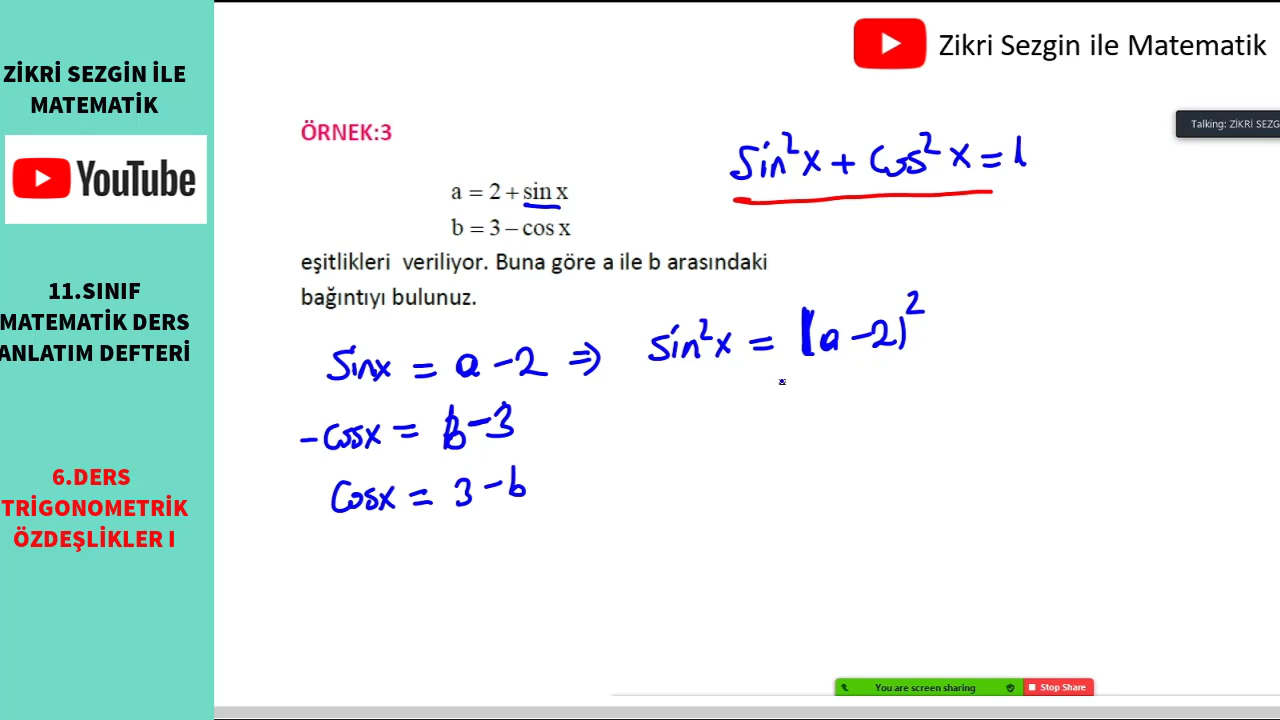 ZİKRİ SEZGİN İLE
MATEMATİK
YouTube
11.SINIF
MATEMATİK DERS
ANLATIM DEFTERİ
6.DERS
TRİGONOMETRİK
ÖZDEŞLİKLER I
Zikri Sezgin ile Matematik
Talking: ZİKRİ SEZG
ÖRNEK:3
sin²x + cos²x = 1
a = 2 + sin x
b = 3 − cos x
eşitlikleri veriliyor. Buna göre a ile b arasındaki
bağıntıyı bulunuz.
sinx = a − 2 ⇒ sin²x = (a − 2)²
−cosx = b − 3
cosx = 3 − b
You are screen sharing
Stop Share